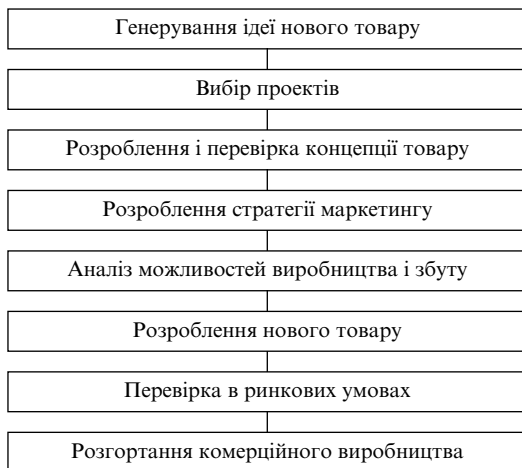 Генерування ідеї нового товару
Вибір проектів
Розроблення і перевірка концепції товару
Розроблення стратегії маркетингу
Аналіз можливостей виробництва і збуту
Розроблення нового товару
Перевірка в ринкових умовах
Розгортання комерційного виробництва